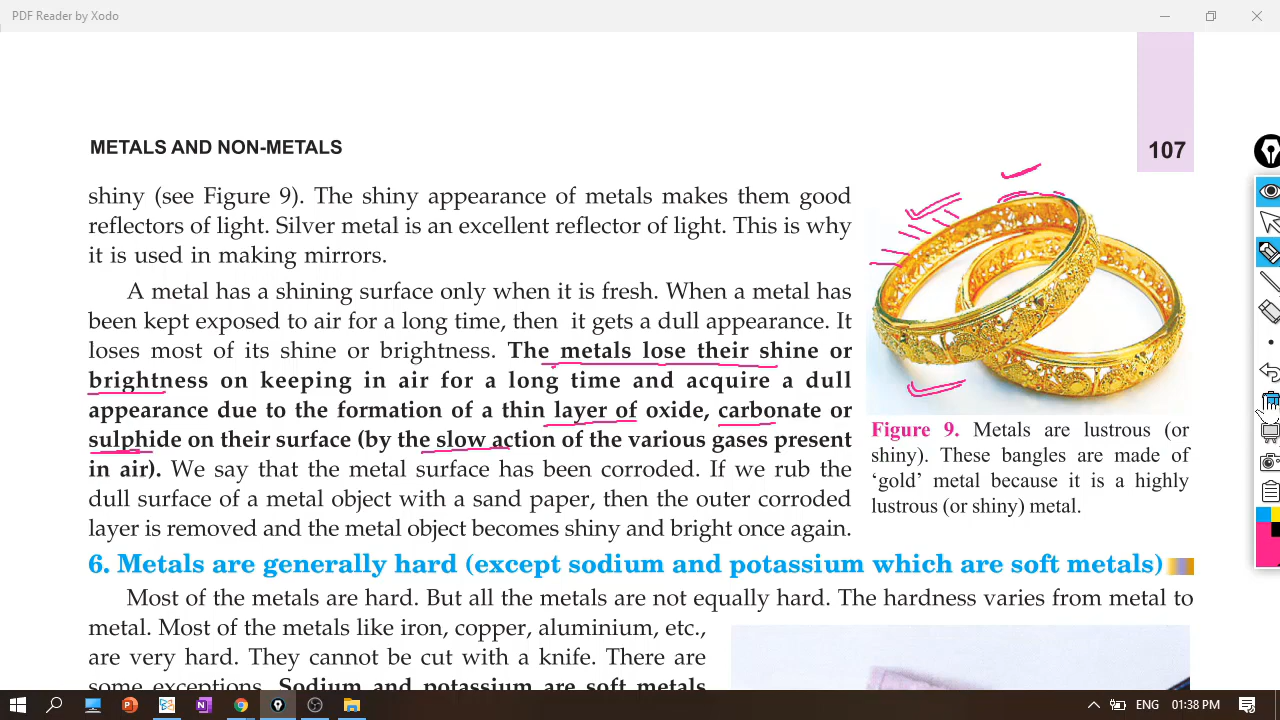 PDF Reader by Xodo
METALS AND NON-METALS
107
shiny (see Figure 9). The shiny appearance of metals makes them good
reflectors of light. Silver metal is an excellent reflector of light. This is why
it is used in making mirrors.
A metal has a shining surface only when it is fresh. When a metal has
been kept exposed to air for a long time, then it gets a dull appearance. It
loses most of its shine or brightness. The metals lose their shine or
brightness on keeping in air for a long time and acquire a dull
appearance due to the formation of a thin layer of oxide, carbonate or
sulphide on their surface (by the slow action of the various gases present
in air). We say that the metal surface has been corroded. If we rub the
dull surface of a metal object with a sand paper, then the outer corroded
layer is removed and the metal object becomes shiny and bright once again.
Figure 9. Metals are lustrous (or
shiny). These bangles are made of
‘gold’ metal because it is a highly
lustrous (or shiny) metal.
6. Metals are generally hard (except sodium and potassium which are soft metals)
Most of the metals are hard. But all the metals are not equally hard. The hardness varies from metal to
metal. Most of the metals like iron, copper, aluminium, etc.,
are very hard. They cannot be cut with a knife. There are
some exceptions. Sodium and potassium are soft metals
ENG
01:38 PM